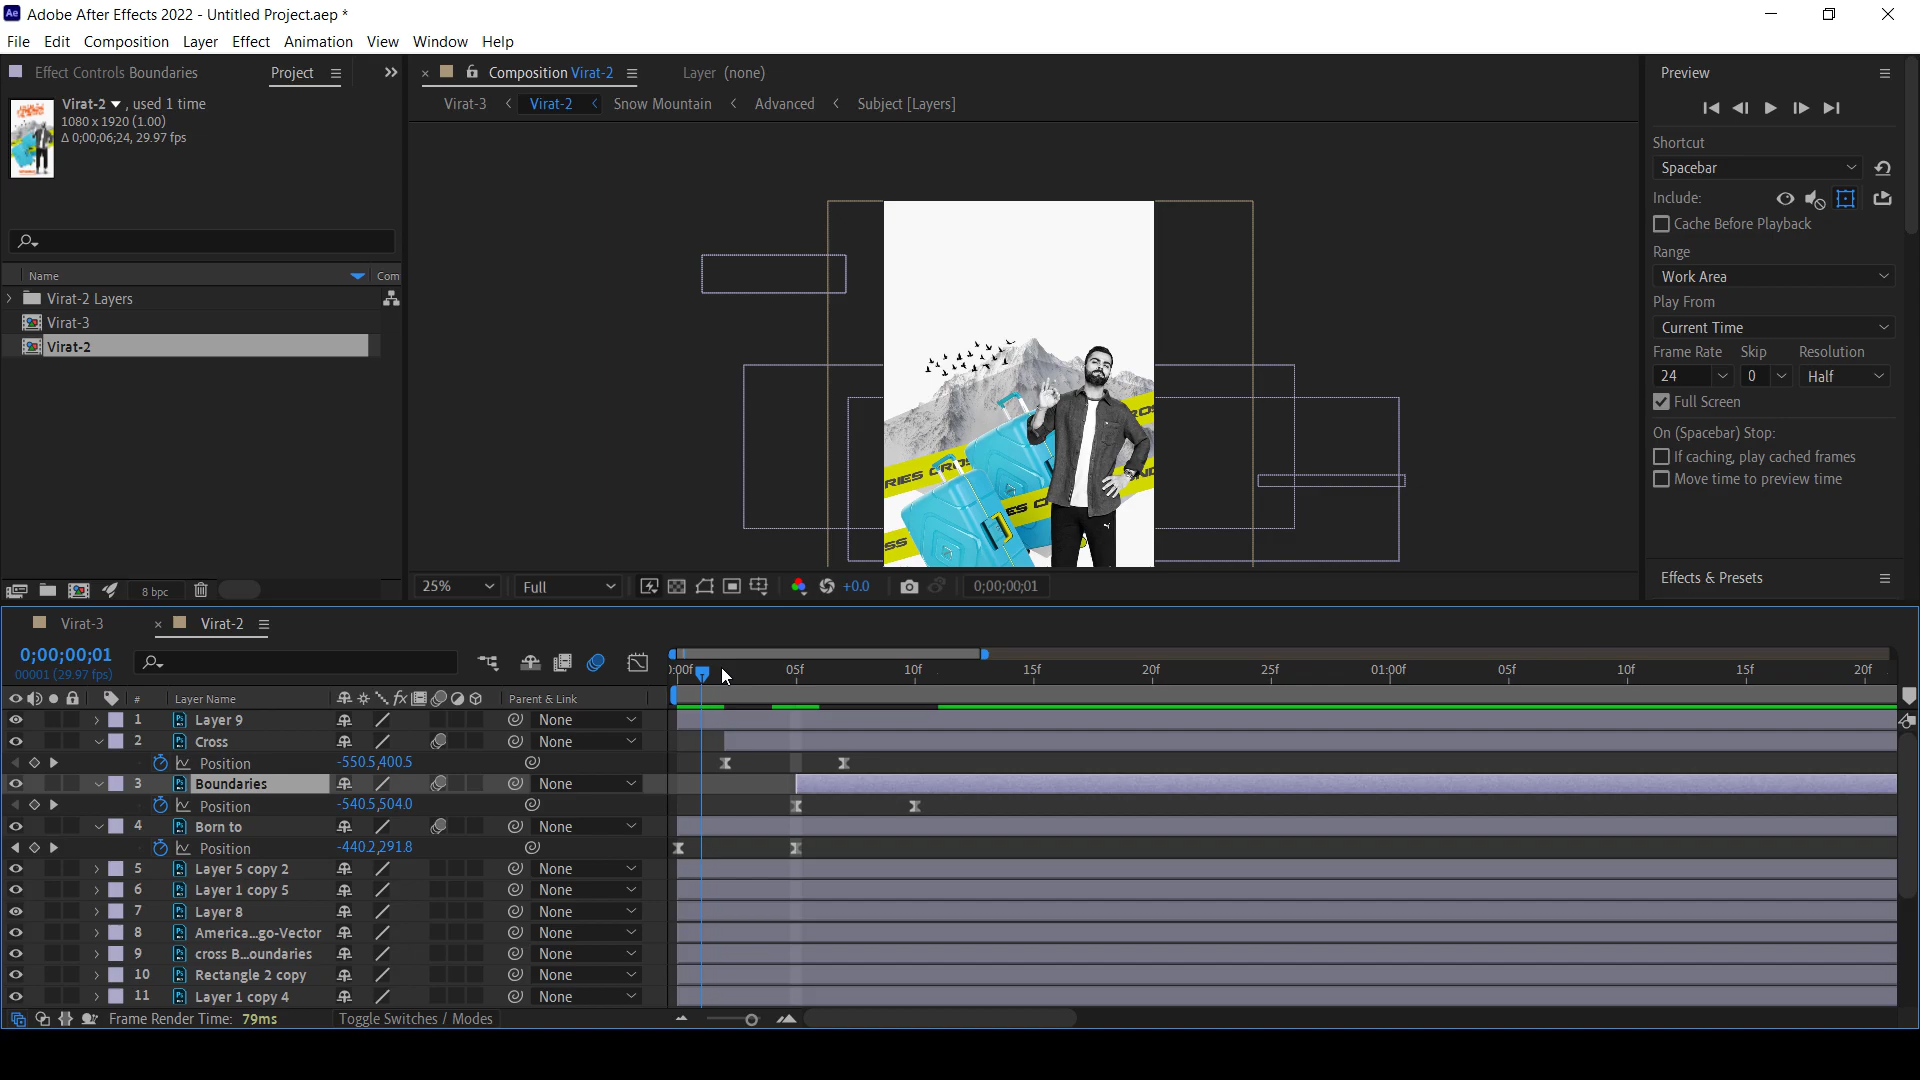 Adobe After Effects 2022 - Untitled Project.aep *
File Edit Composition Layer Effect Animation View Window Help
Effect Controls Boundaries Project
Composition Virat-2 Layer (none)
Preview
Virat-2 , used 1 time
1080 x 1920 (1.00)
Δ 0;00;06;24, 29.97 fps
Virat-3 Virat-2 Snow Mountain Advanced Subject [Layers]
Shortcut
Spacebar
Include:
Cache Before Playback
Range
Work Area
Play From
Current Time
Frame Rate Skip Resolution
24 0 Half
Full Screen
On (Spacebar) Stop:
If caching, play cached frames
Move time to preview time
Name Com
Virat-2 Layers
Virat-3
Virat-2
RIES CROS
8 bpc
25% Full +0.0 0;00;00;01
Effects & Presets
Virat-3 Virat-2
0;00;00;01
00001 (29.97 fps)
0:00f 05f 10f 15f 20f 25f 01:00f 05f 10f 15f 20f
# Layer Name fx Parent & Link
1 Layer 9 None
2 Cross None
Position -550.5,400.5
3 Boundaries None
Position -540.5,504.0
4 Born to None
Position -440.2,291.8
5 Layer 5 copy 2 None
6 Layer 1 copy 5 None
7 Layer 8 None
8 America...go-Vector None
9 cross B...oundaries None
10 Rectangle 2 copy None
11 Layer 1 copy 4 None
Frame Render Time: 79ms Toggle Switches / Modes